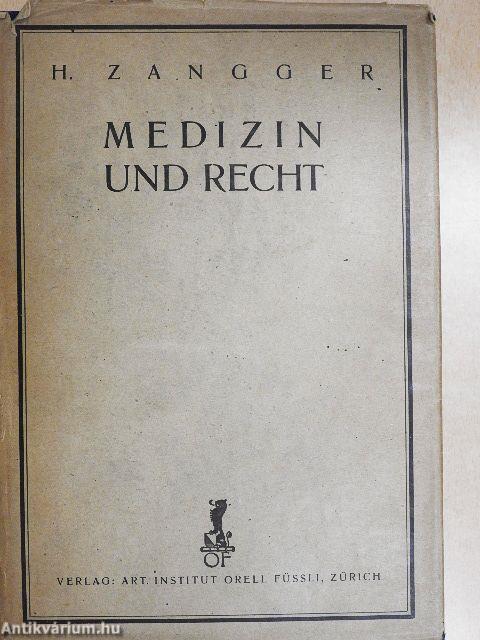 H. ZANGGER
MEDIZIN
UND RECHT
OF
VERLAG: ART. INSTITUT ORELL FÜSSLI, ZÜRICH
Antikvárium.hu